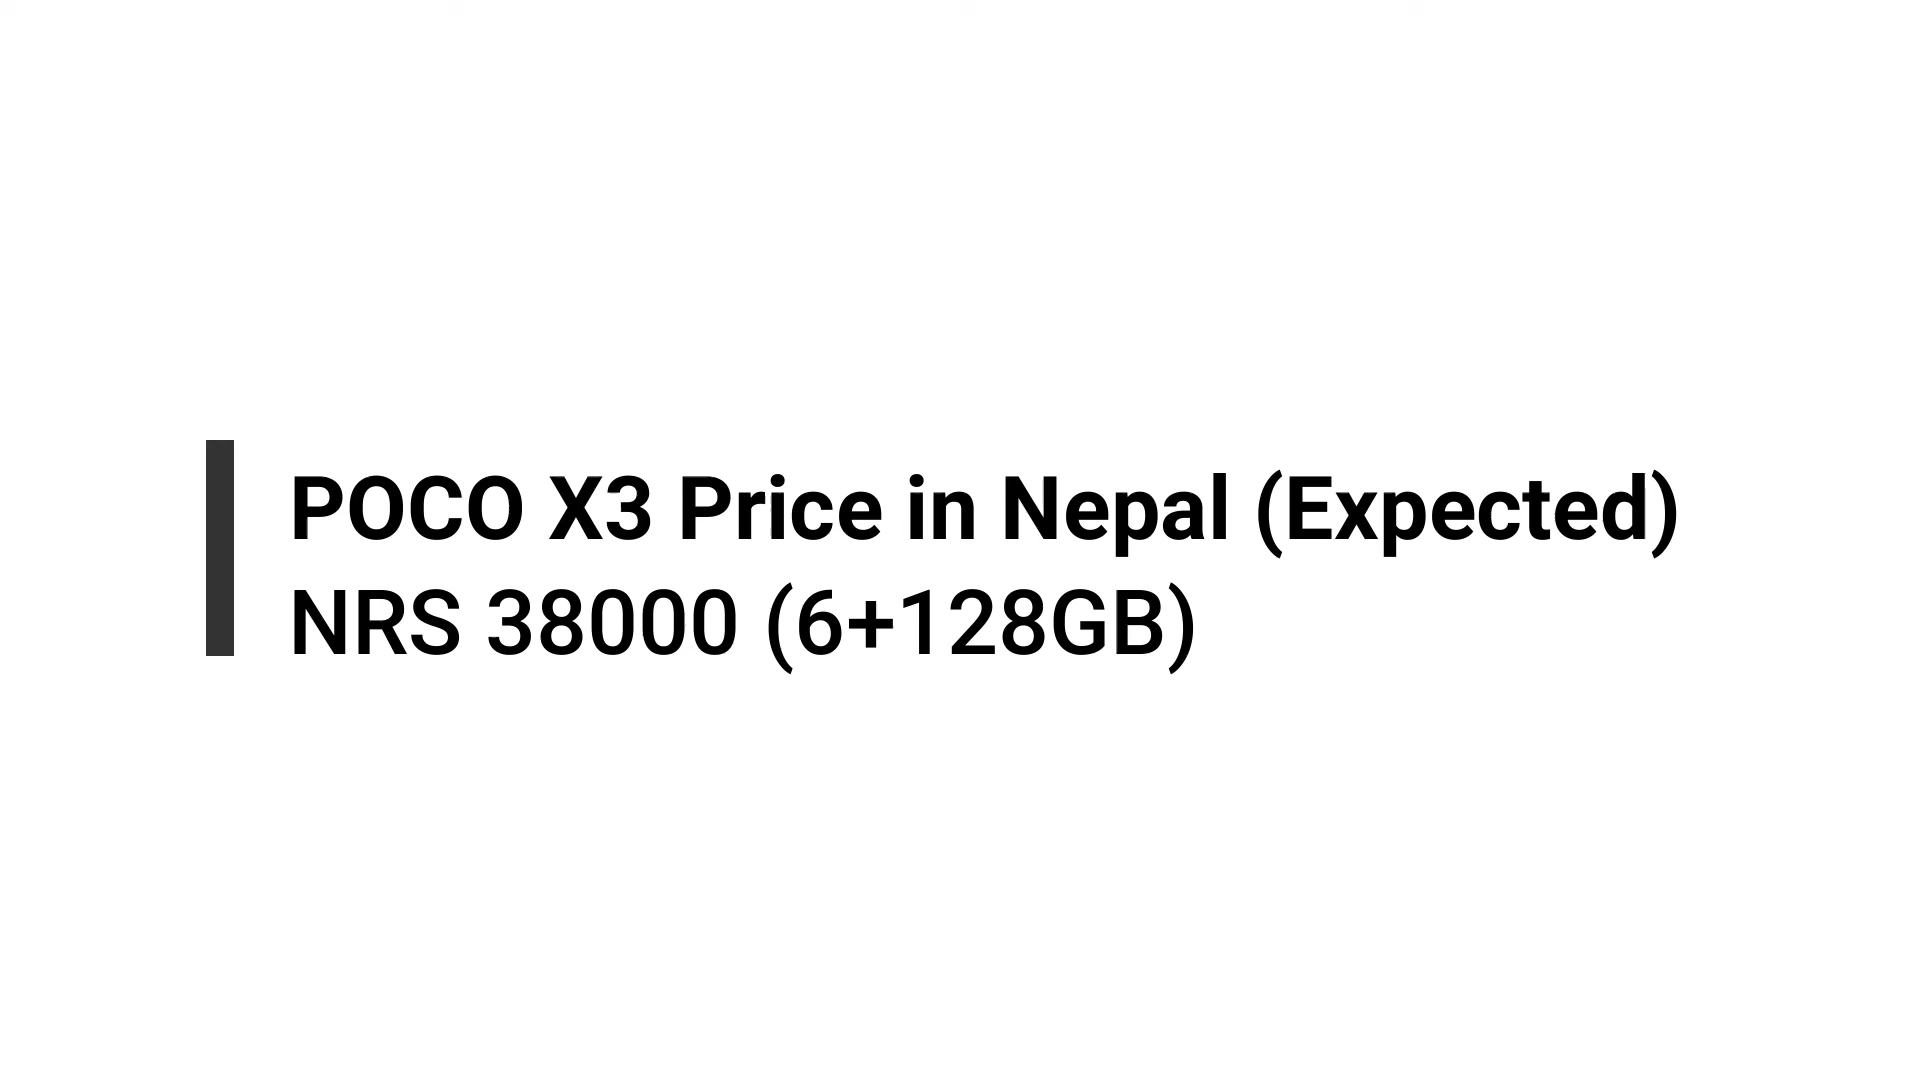 POCO X3 Price in Nepal (Expected)
NRS 38000 (6+128GB)